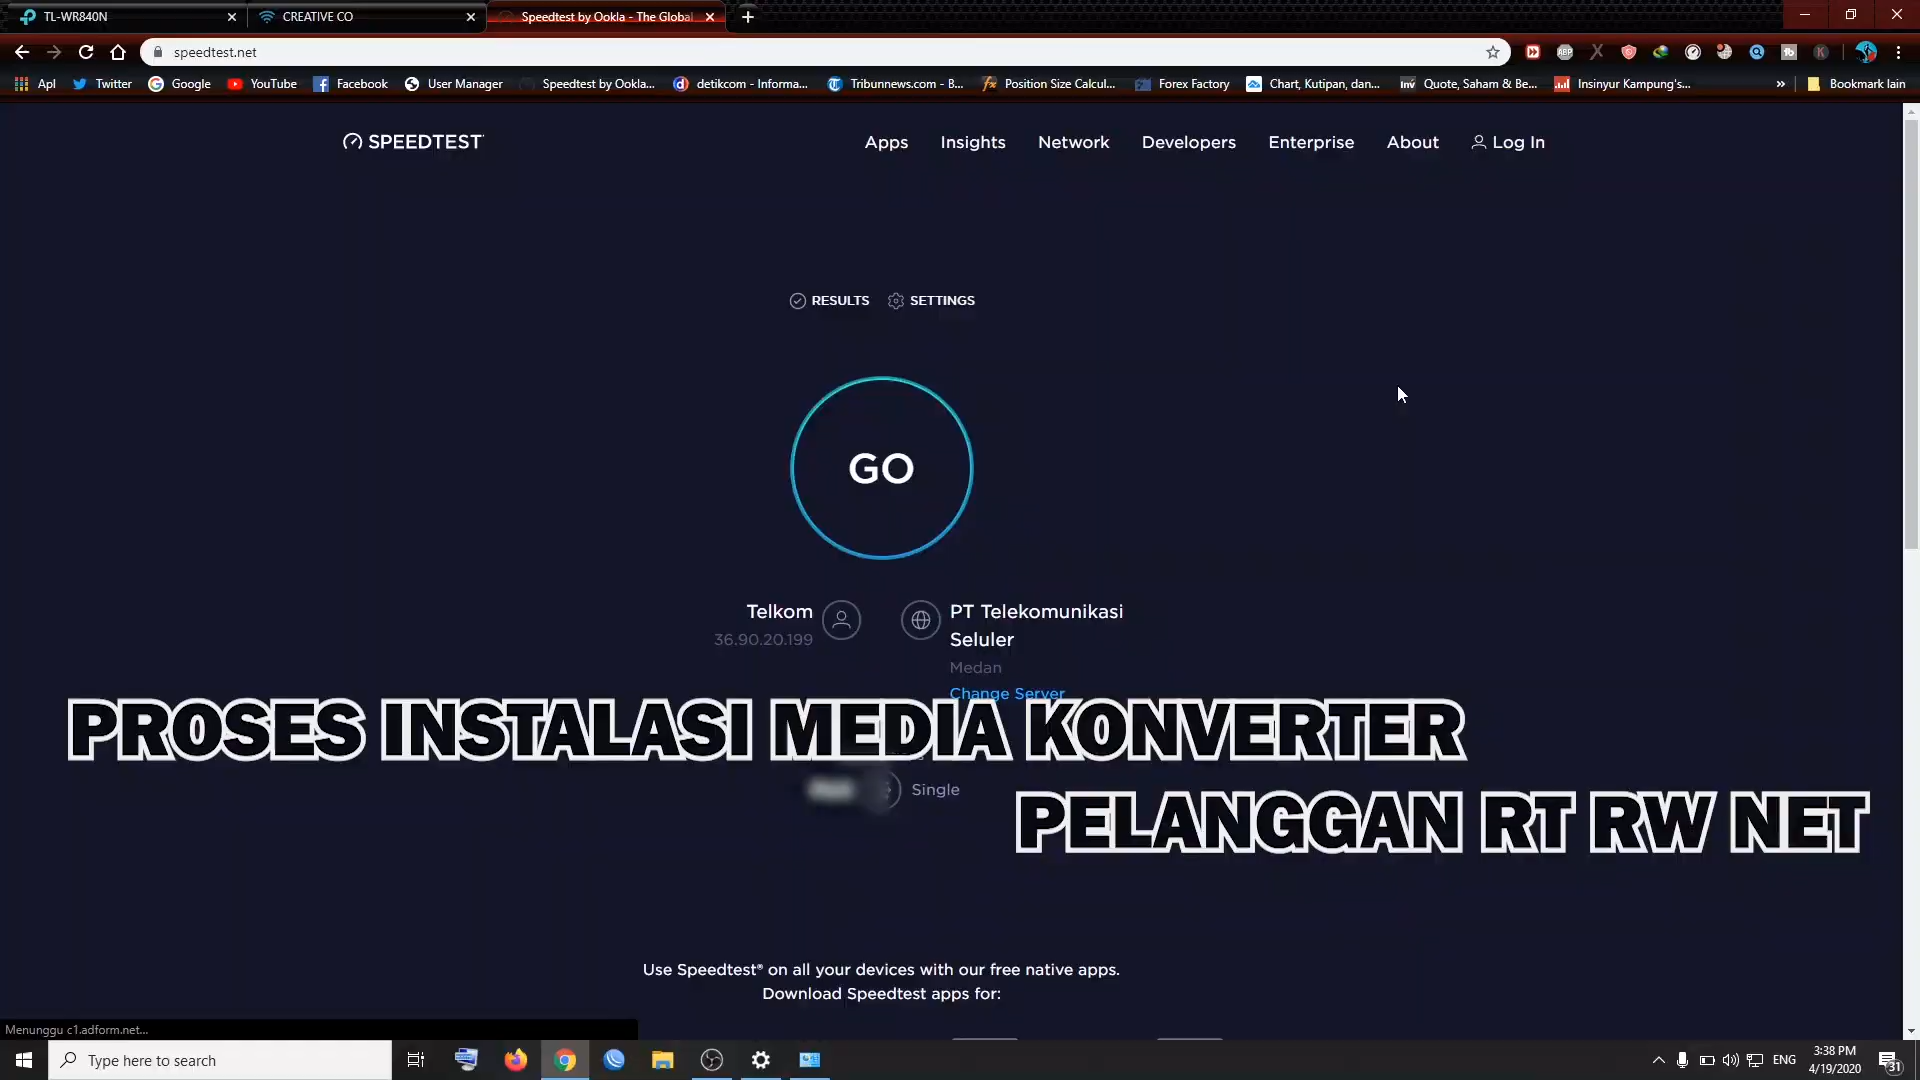 TL-WR840N
CREATIVE CO
Speedtest by Ookla - The Global
speedtest.net
Apl
Twitter
Google
YouTube
Facebook
User Manager
Speedtest by Ookla...
detikcom - Informa...
Tribunnews.com - B...
Position Size Calcul...
Forex Factory
Chart, Kutipan, dan...
Quote, Saham & Be...
Insinyur Kampung's...
Bookmark lain
SPEEDTEST
Apps
Insights
Network
Developers
Enterprise
About
Log In
RESULTS
SETTINGS
GO
Telkom
36.90.20.199
PT Telekomunikasi
Seluler
Medan
Change Server
PROSES INSTALASI MEDIA KONVERTER
Single
PELANGGAN RT RW NET
Use Speedtest® on all your devices with our free native apps.
Download Speedtest apps for:
Menunggu c1.adform.net...
Type here to search
ENG
3:38 PM
4/19/2020
31